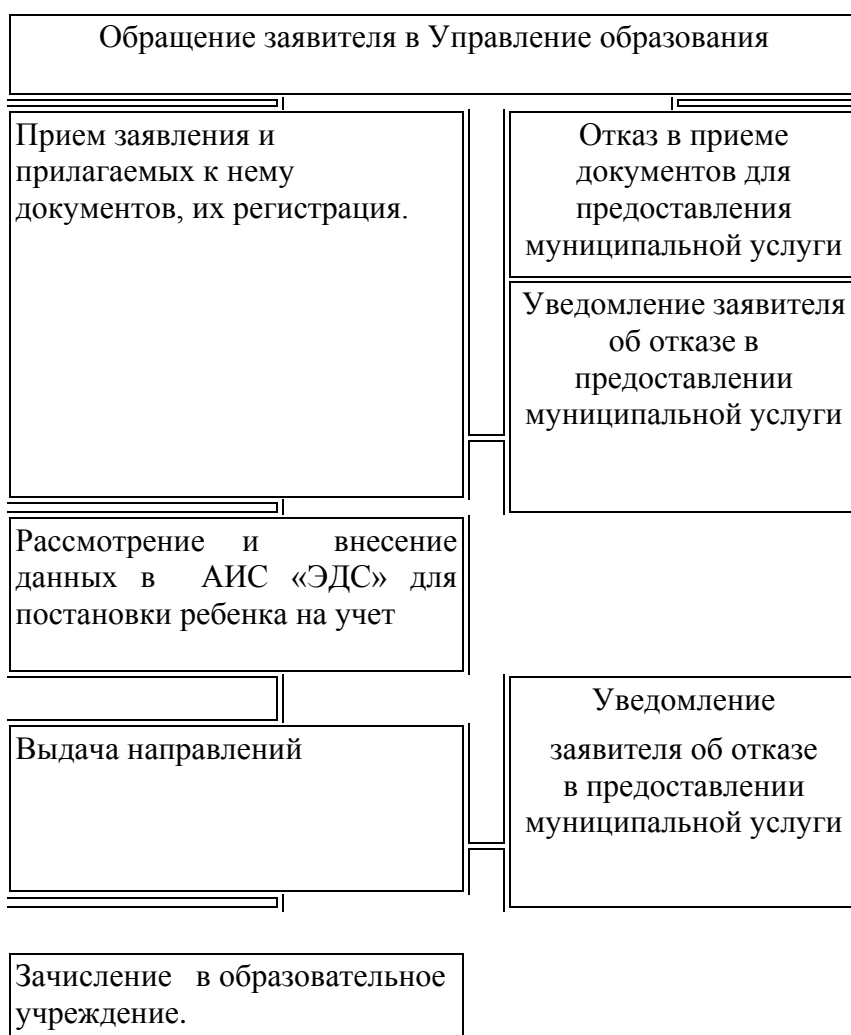 Обращение заявителя в Управление образования
Прием заявления и
прилагаемых к нему
документов, их регистрация.
Отказ в приеме
документов для
предоставления
муниципальной услуги
Уведомление заявителя
об отказе в
предоставлении
муниципальной услуги
Рассмотрение и внесение
данных в АИС «ЭДС» для
постановки ребенка на учет
Выдача направлений
Уведомление
заявителя об отказе
в предоставлении
муниципальной услуги
Зачисление в образовательное
учреждение.